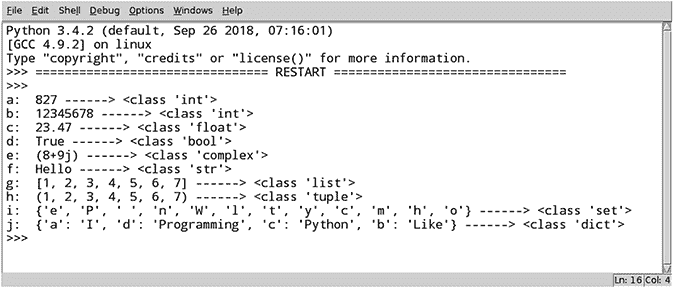 File Edit Shell Debug Options Windows Help
Python 3.4.2 (default, Sep 26 2018, 07:16:01)
[GCC 4.9.2] on linux
Type "copyright", "credits" or "license()" for more information.
>>> ================================ RESTART ================================
>>>
a:  827 ------> <class 'int'>
b:  12345678 ------> <class 'int'>
c:  23.47 ------> <class 'float'>
d:  True ------> <class 'bool'>
e:  (8+9j) ------> <class 'complex'>
f:  Hello ------> <class 'str'>
g:  [1, 2, 3, 4, 5, 6, 7] ------> <class 'list'>
h:  (1, 2, 3, 4, 5, 6, 7) ------> <class 'tuple'>
i:  {'e', 'P', ' ', 'n', 'W', 'l', 't', 'y', 'c', 'm', 'h', 'o'} ------> <class 'set'>
j:  {'a': 'I', 'd': 'Programming', 'c': 'Python', 'b': 'Like'} ------> <class 'dict'>
>>>
Ln: 16 Col: 4